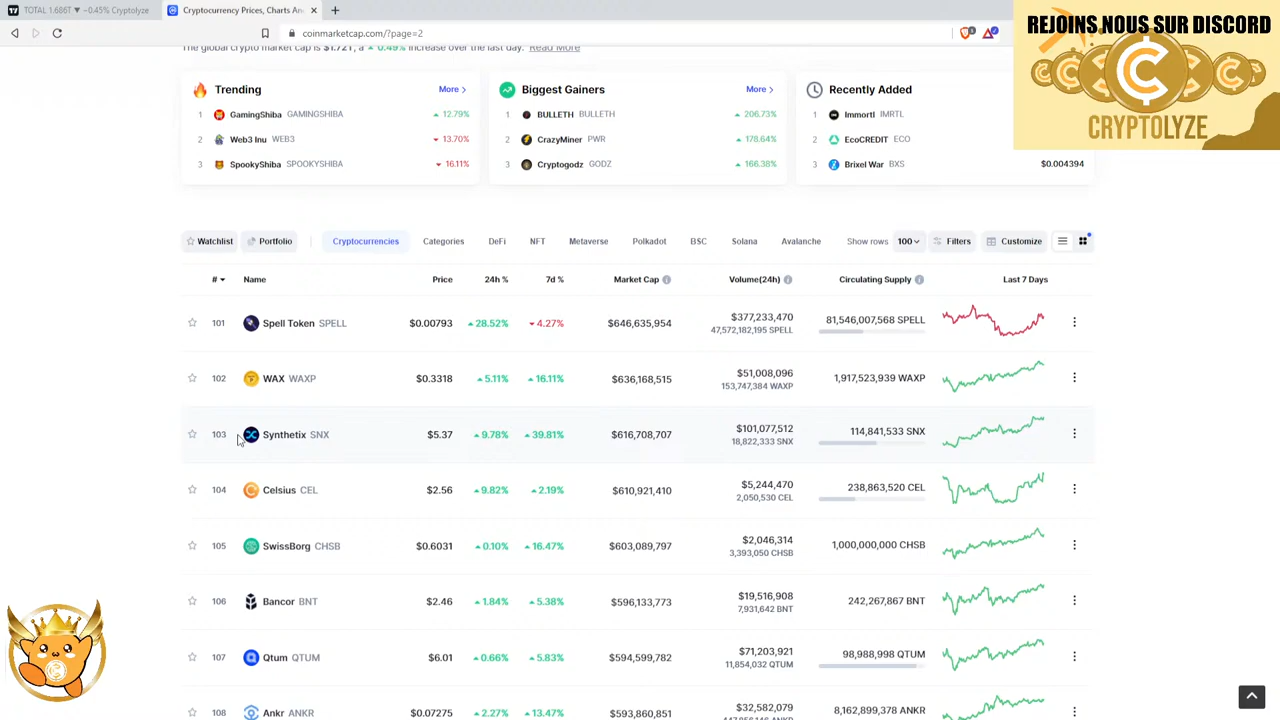 TOTAL 1.686T ▼ −0.45% Cryptolyze
Cryptocurrency Prices, Charts An
coinmarketcap.com/?page=2
REJOINS NOUS SUR DISCORD
CRYPTOLYZE
The global crypto market cap is $1.72T, a ▲ 0.49% increase over the last day. Read More
Trending More >
1 GamingShiba GAMINGSHIBA ▲ 12.79%
2 Web3 Inu WEB3 ▼ 13.70%
3 SpookyShiba SPOOKYSHIBA ▼ 16.11%
Biggest Gainers More >
1 BULLETH BULLETH ▲ 206.73%
2 CrazyMiner PWR ▲ 178.64%
3 Cryptogodz GODZ ▲ 166.38%
Recently Added
1 Immortl IMRTL
2 EcoCREDIT ECO
3 Brixel War BXS $0.004394
Watchlist Portfolio Cryptocurrencies Categories DeFi NFT Metaverse Polkadot BSC Solana Avalanche Show rows 100 Filters Customize
# Name Price 24h % 7d % Market Cap Volume(24h) Circulating Supply Last 7 Days
101 Spell Token SPELL $0.00793 ▲28.52% ▼4.27% $646,635,954 $377,233,470 81,546,007,568 SPELL
47,572,182,195 SPELL
102 WAX WAXP $0.3318 ▲5.11% ▲16.11% $636,168,515 $51,008,096 1,917,523,939 WAXP
153,747,384 WAXP
103 Synthetix SNX $5.37 ▲9.78% ▲39.81% $616,708,707 $101,077,512 114,841,533 SNX
18,822,333 SNX
104 Celsius CEL $2.56 ▲9.82% ▲2.19% $610,921,410 $5,244,470 238,863,520 CEL
2,050,530 CEL
105 SwissBorg CHSB $0.6031 ▲0.10% ▲16.47% $603,089,797 $2,046,314 1,000,000,000 CHSB
3,393,050 CHSB
106 Bancor BNT $2.46 ▲1.84% ▲5.38% $596,133,773 $19,516,908 242,267,867 BNT
7,931,642 BNT
107 Qtum QTUM $6.01 ▲0.66% ▲5.83% $594,599,782 $71,203,921 98,988,998 QTUM
11,854,032 QTUM
108 Ankr ANKR $0.07275 ▲2.27% ▲13.47% $593,860,851 $32,582,079 8,162,899,378 ANKR